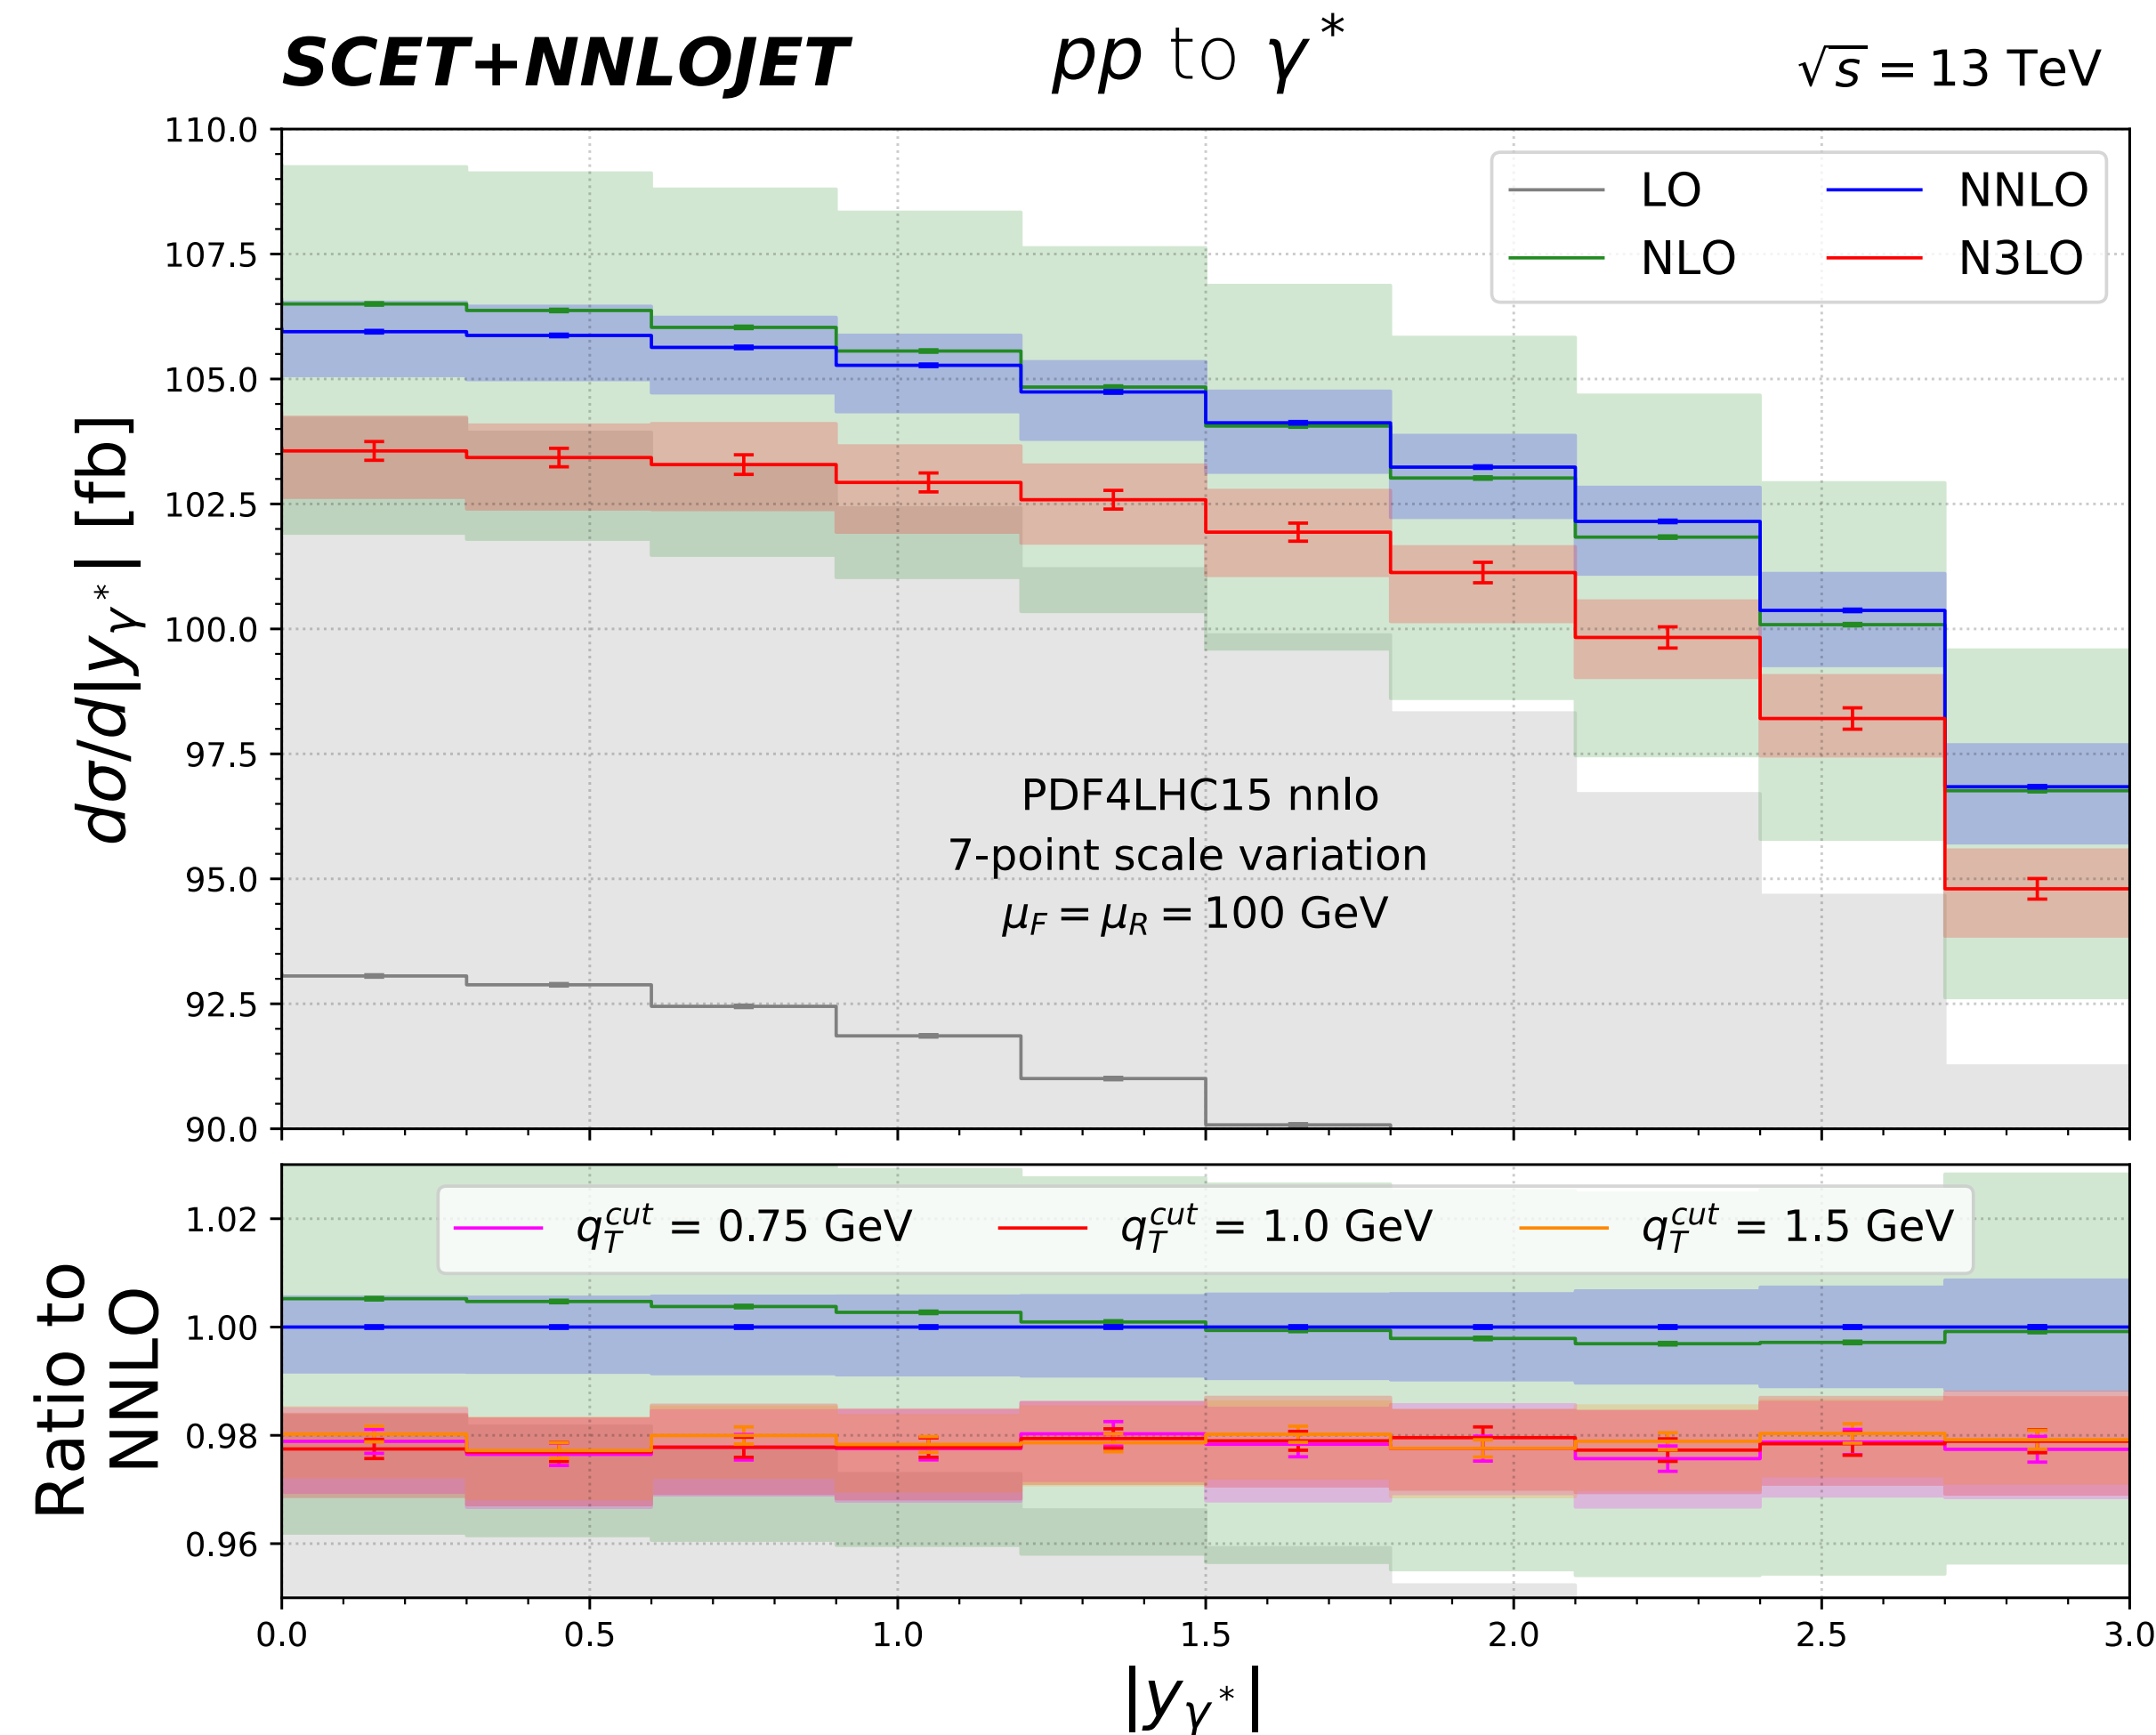 SCET+NNLOJET pp to γ* √s = 13 TeV
110.0
107.5
105.0
102.5
100.0
97.5
95.0
92.5
90.0
dσ/d|yγ*| [fb]
LO NNLO
NLO N3LO
PDF4LHC15 nnlo
7-point scale variation
μF = μR = 100 GeV
1.02
1.00
0.98
0.96
Ratio to
NNLO
qTcut = 0.75 GeV qTcut = 1.0 GeV qTcut = 1.5 GeV
0.0 0.5 1.0 1.5 2.0 2.5 3.0
|yγ*|